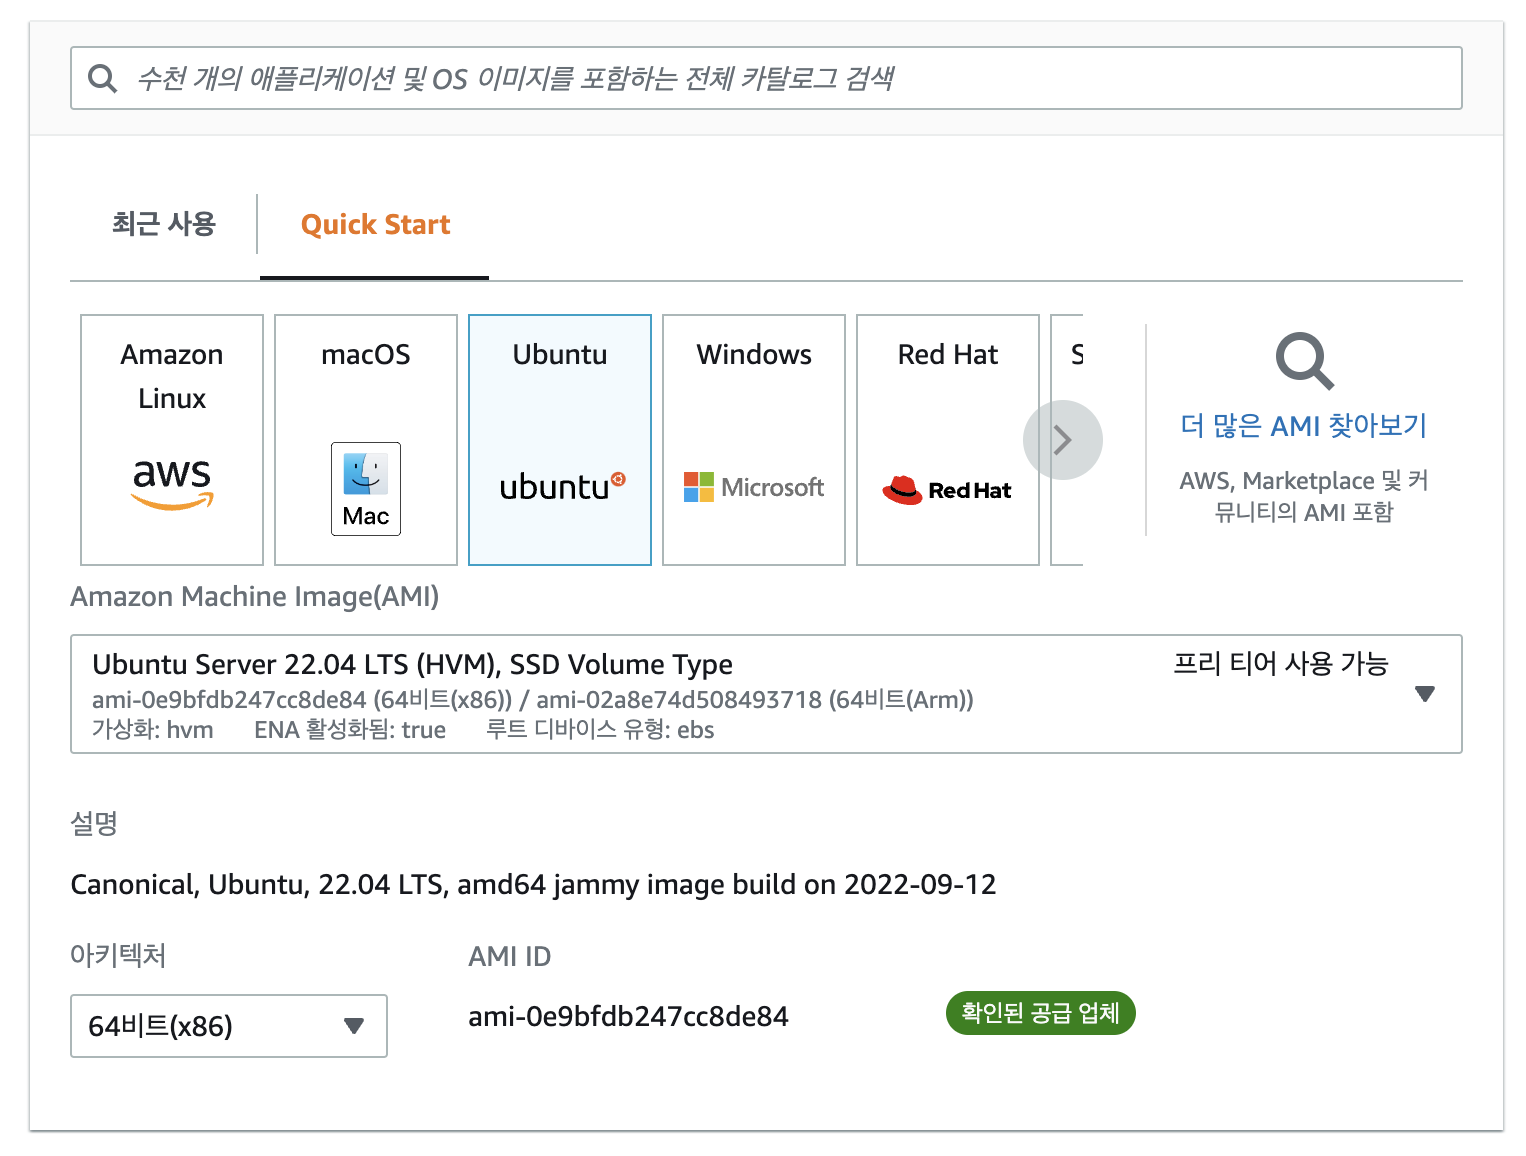 수천 개의 애플리케이션 및 OS 이미지를 포함하는 전체 카탈로그 검색
최근 사용
Quick Start
Amazon
Linux
aws
macOS
Mac
Ubuntu
ubuntu
Windows
Microsoft
Red Hat
Red Hat
S
더 많은 AMI 찾아보기
AWS, Marketplace 및 커
뮤니티의 AMI 포함
Amazon Machine Image(AMI)
Ubuntu Server 22.04 LTS (HVM), SSD Volume Type
프리 티어 사용 가능
ami-0e9bfdb247cc8de84 (64비트(x86)) / ami-02a8e74d508493718 (64비트(Arm))
가상화: hvm ENA 활성화됨: true 루트 디바이스 유형: ebs
설명
Canonical, Ubuntu, 22.04 LTS, amd64 jammy image build on 2022-09-12
아키텍처
AMI ID
64비트(x86)
ami-0e9bfdb247cc8de84
확인된 공급 업체